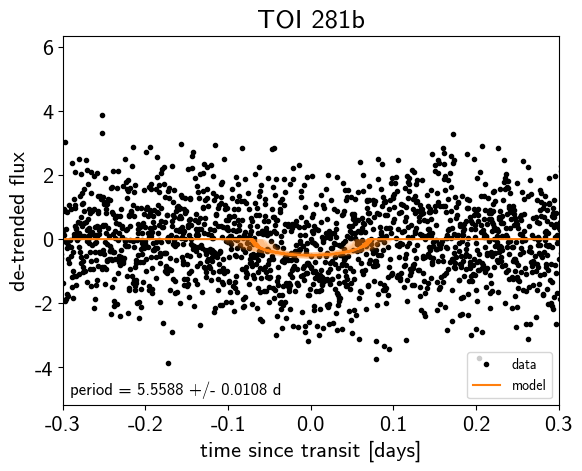 TOI 281b
de-trended flux
6
4
2
0
-2
-4
period = 5.5588 +/- 0.0108 d
data
model
-0.3 -0.2 -0.1 0.0 0.1 0.2 0.3
time since transit [days]